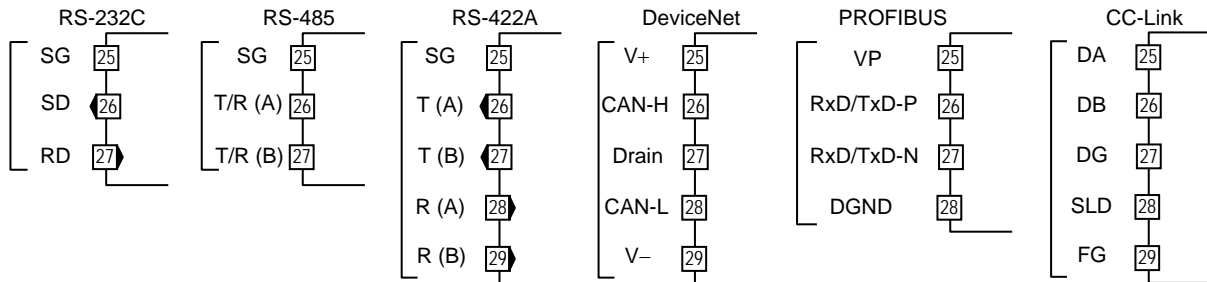 RS-232C
SG 25
SD 26
RD 27
RS-485
SG 25
T/R (A) 26
T/R (B) 27
RS-422A
SG 25
T (A) 26
T (B) 27
R (A) 28
R (B) 29
DeviceNet
V+ 25
CAN-H 26
Drain 27
CAN-L 28
V− 29
PROFIBUS
VP 25
RxD/TxD-P 26
RxD/TxD-N 27
DGND 28
CC-Link
DA 25
DB 26
DG 27
SLD 28
FG 29